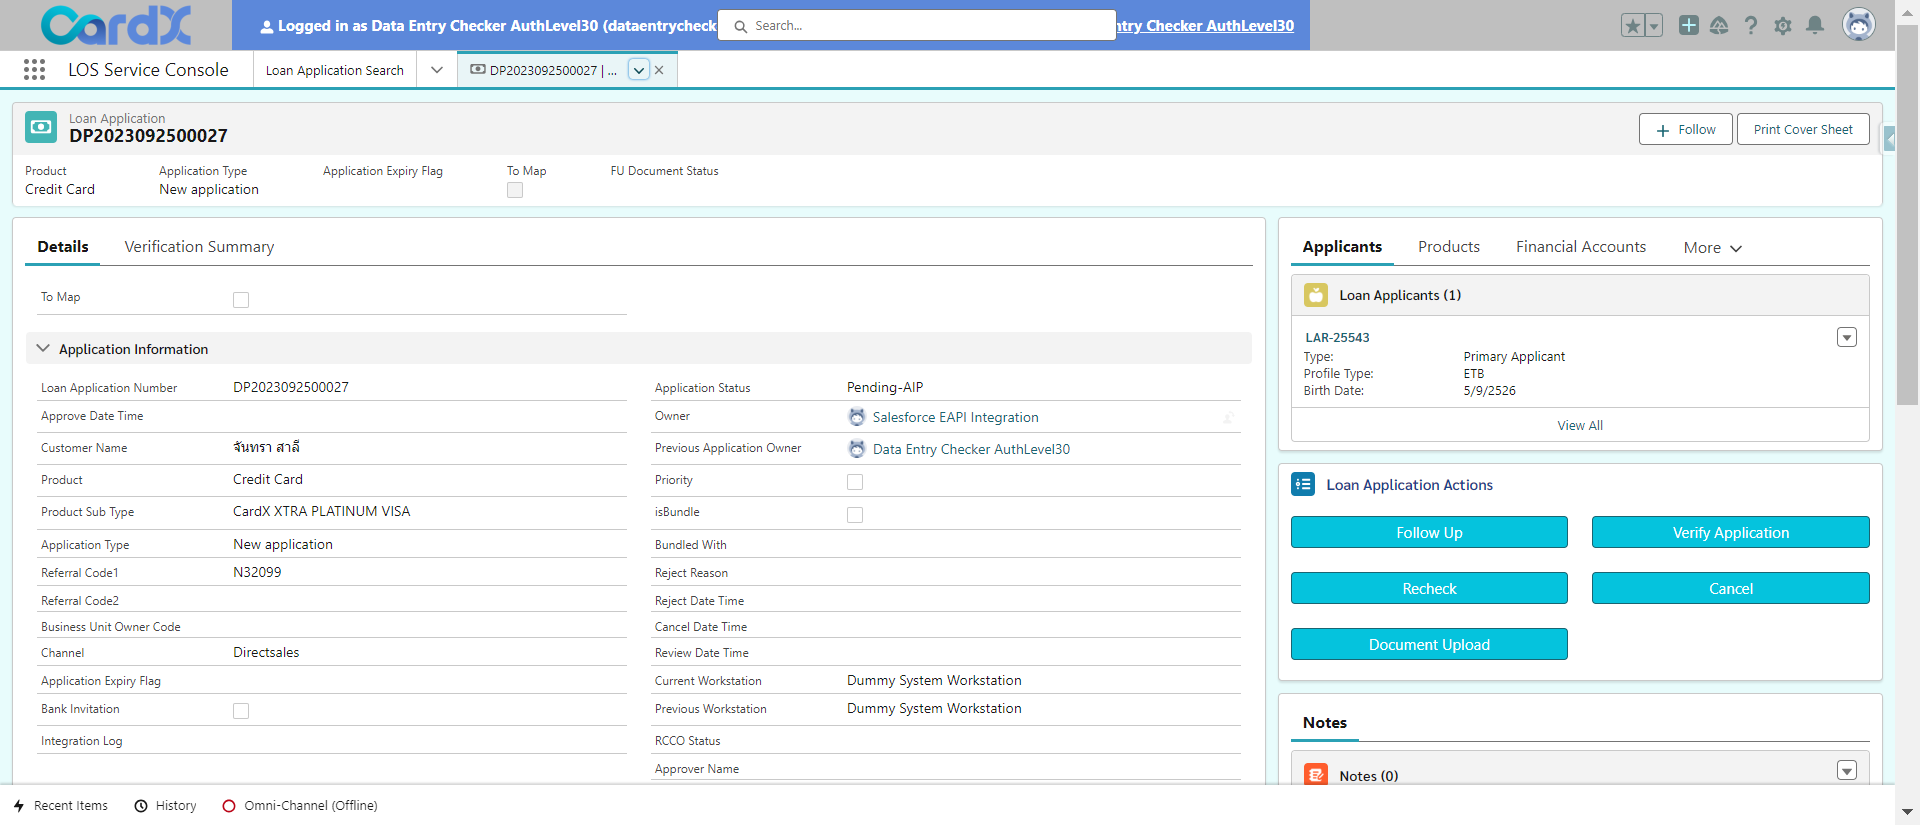 CardX
Logged in as Data Entry Checker AuthLevel30 (dataentrycheck
Search...
ntry Checker AuthLevel30
LOS Service Console
Loan Application Search
DP2023092500027 | ...
Loan Application
DP2023092500027
Follow
Print Cover Sheet
Product
Application Type
Application Expiry Flag
To Map
FU Document Status
Credit Card
New application
Details
Verification Summary
To Map
Application Information
Loan Application Number
DP2023092500027
Approve Date Time
Customer Name
จันทรา สาลี
Product
Credit Card
Product Sub Type
CardX XTRA PLATINUM VISA
Application Type
New application
Referral Code1
N32099
Referral Code2
Business Unit Owner Code
Channel
Directsales
Application Expiry Flag
Bank Invitation
Integration Log
Application Status
Pending-AIP
Owner
Salesforce EAPI Integration
Previous Application Owner
Data Entry Checker AuthLevel30
Priority
isBundle
Bundled With
Reject Reason
Reject Date Time
Cancel Date Time
Review Date Time
Current Workstation
Dummy System Workstation
Previous Workstation
Dummy System Workstation
RCCO Status
Approver Name
Applicants
Products
Financial Accounts
More
Loan Applicants (1)
LAR-25543
Type:
Primary Applicant
Profile Type:
ETB
Birth Date:
5/9/2526
View All
Loan Application Actions
Follow Up
Verify Application
Recheck
Cancel
Document Upload
Notes
Notes (0)
Recent Items
History
Omni-Channel (Offline)